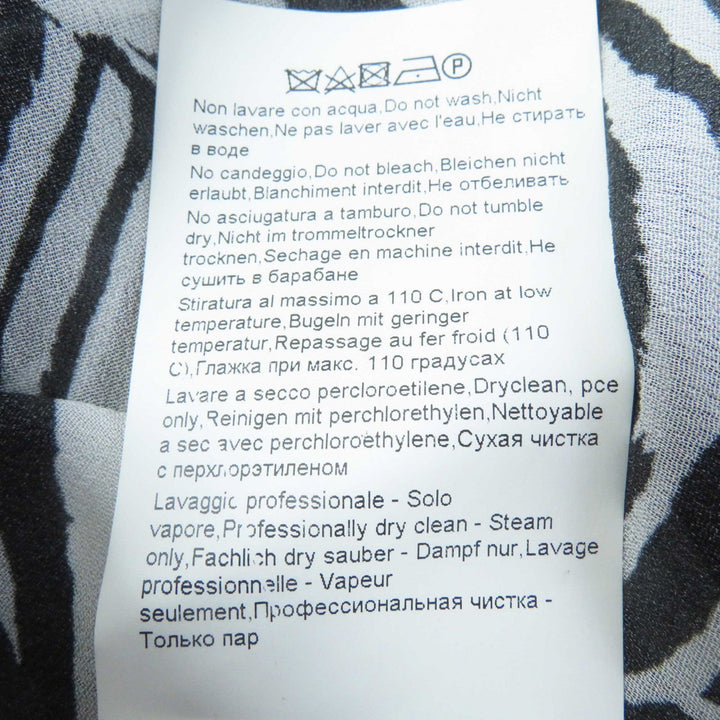 P
Non lavare con acqua,Do not wash,Nicht
waschen,Ne pas laver avec l'eau,Не стирать
в воде
No candeggio,Do not bleach,Bleichen nicht
erlaubt,Blanchiment interdit,Не отбеливать
No asciugatura a tamburo,Do not tumble
dry,Nicht im trommeltrockner
trocknen,Sechage en machine interdit,Не
сушить в барабане
Stiratura al massimo a 110 C,Iron at low
temperature,Bugeln mit geringer
temperatur,Repassage au fer froid (110
C),Глажка при макс. 110 градусах
Lavare a secco percloroetilene,Dryclean, pce
only,Reinigen mit perchlorethylen,Nettoyable
a sec avec perchloroèthylene,Сухая чистка
с перхлорэтиленом
Lavaggio professionale - Solo
vapore,Professionally dry clean - Steam
only,Fachlich dry sauber - Dampf nur,Lavage
professionnelle - Vapeur
seulement,Профессиональная чистка -
Только пар